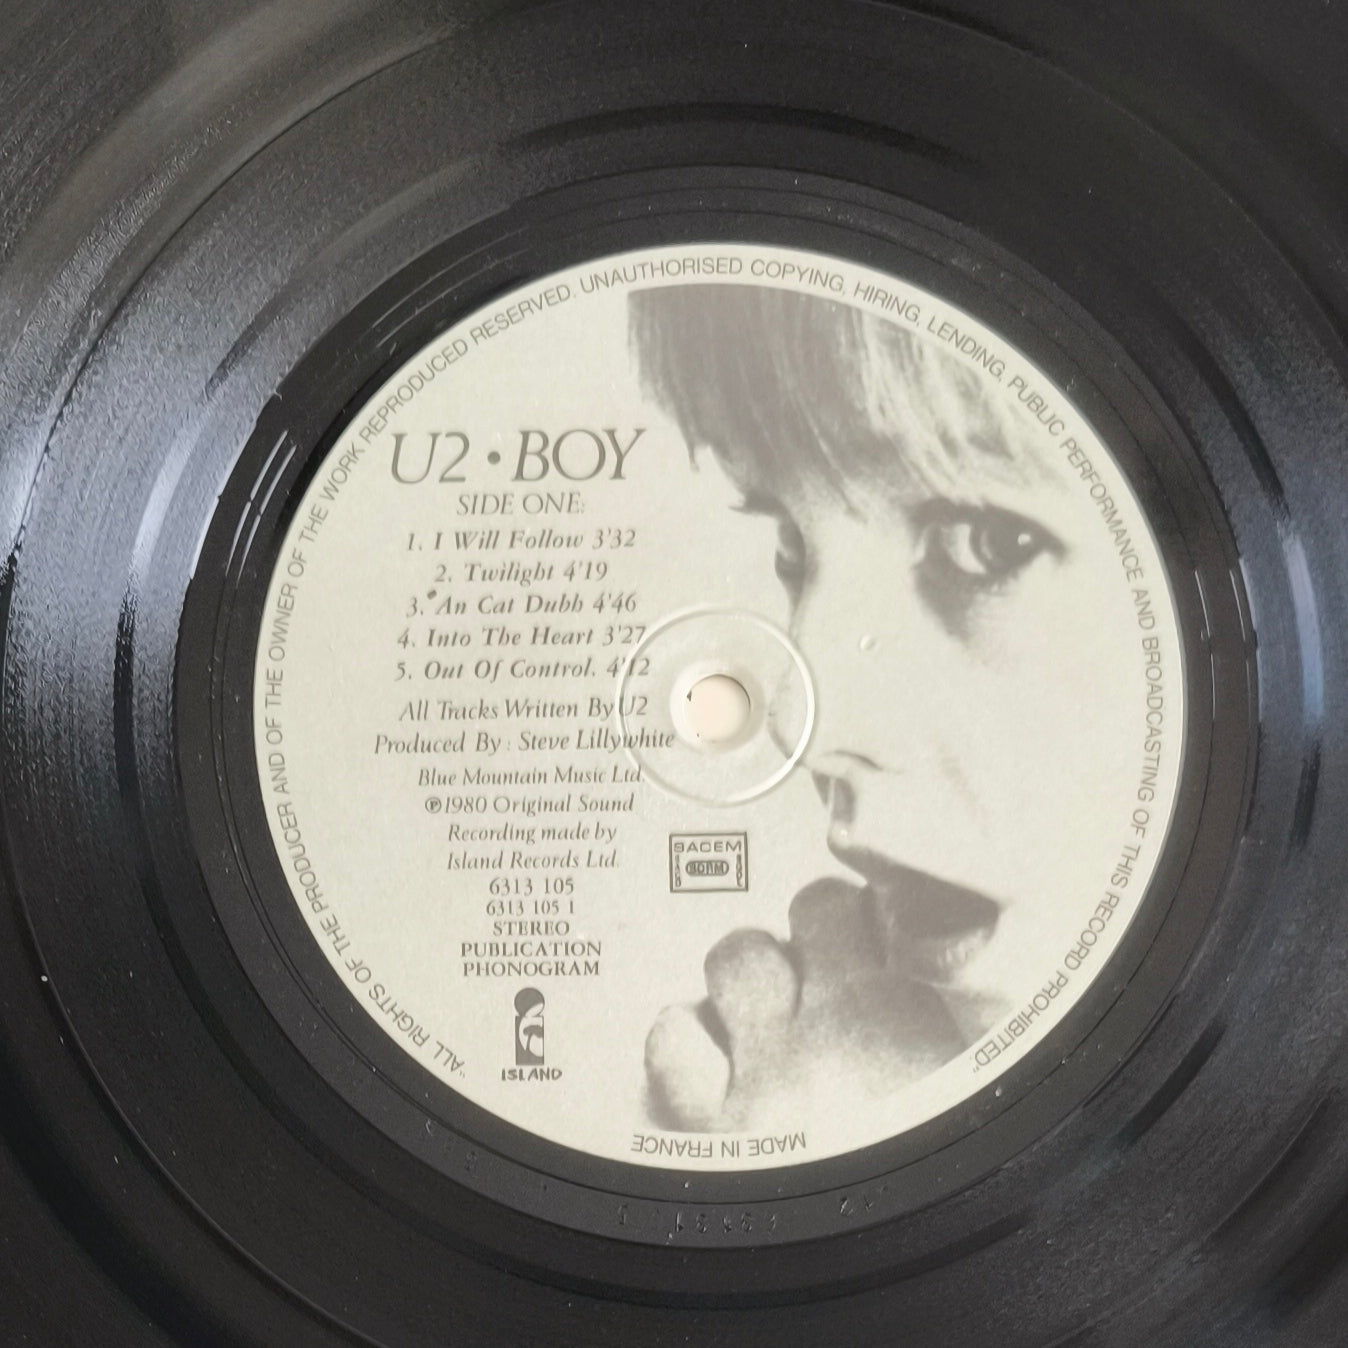 "ALL RIGHTS OF THE PRODUCER AND OF THE OWNER OF THE WORK REPRODUCED RESERVED. UNAUTHORISED COPYING, HIRING, LENDING, PUBLIC PERFORMANCE AND BROADCASTING OF THIS RECORD PROHIBITED"
U2 • BOY
SIDE ONE:
1. I Will Follow 3'32
2. Twilight 4'19
3. An Cat Dubh 4'46
4. Into The Heart 3'27
5. Out Of Control. 4'12
All Tracks Written By U2
Produced By : Steve Lillywhite
Blue Mountain Music Ltd.
℗1980 Original Sound
Recording made by
Island Records Ltd.
SACEM
6313 105
6313 105 1
STEREO
PUBLICATION
PHONOGRAM
ISLAND
MADE IN FRANCE